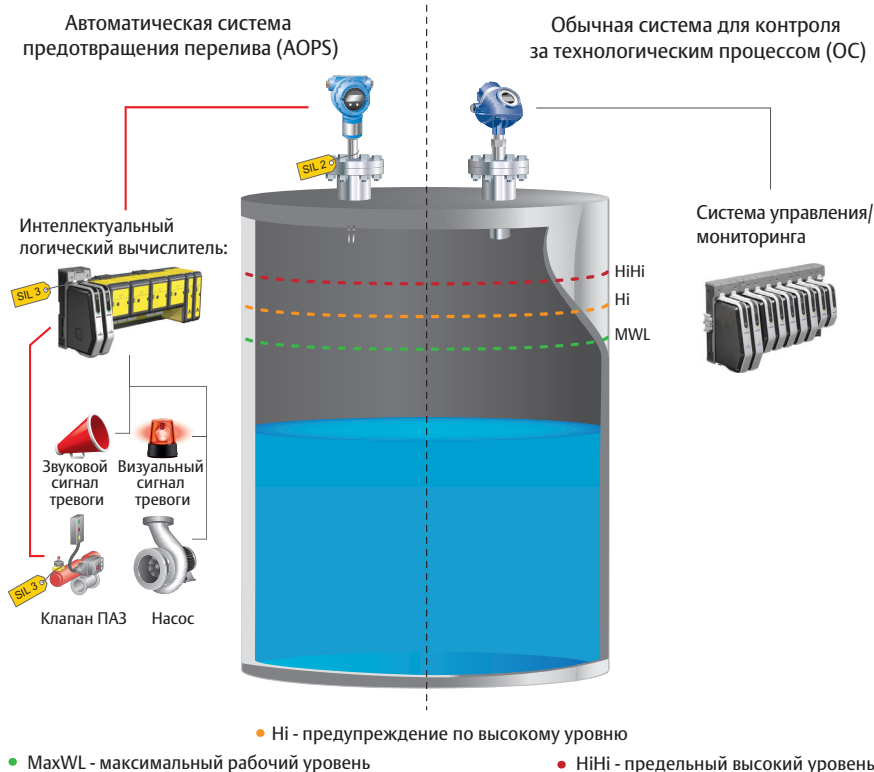 Автоматическая система
предотвращения перелива (AOPS)
Обычная система для контроля
за технологическим процессом (ОС)
SIL 2
Интеллектуальный
логический вычислитель:
SIL 3
Система управления/
мониторинга
HiHi
Hi
MWL
Звуковой
сигнал
тревоги
Визуальный
сигнал
тревоги
SIL 3
Клапан ПАЗ
Насос
Hi - предупреждение по высокому уровню
MaxWL - максимальный рабочий уровень
HiHi - предельный высокий уровень